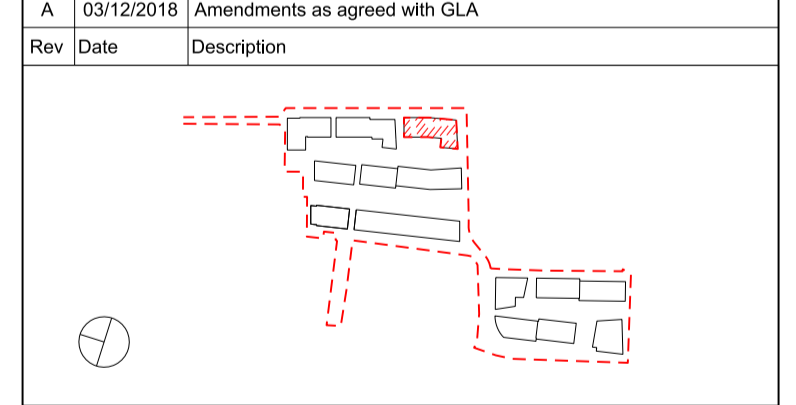 A 03/12/2018 Amendments as agreed with GLA
Rev Date Description